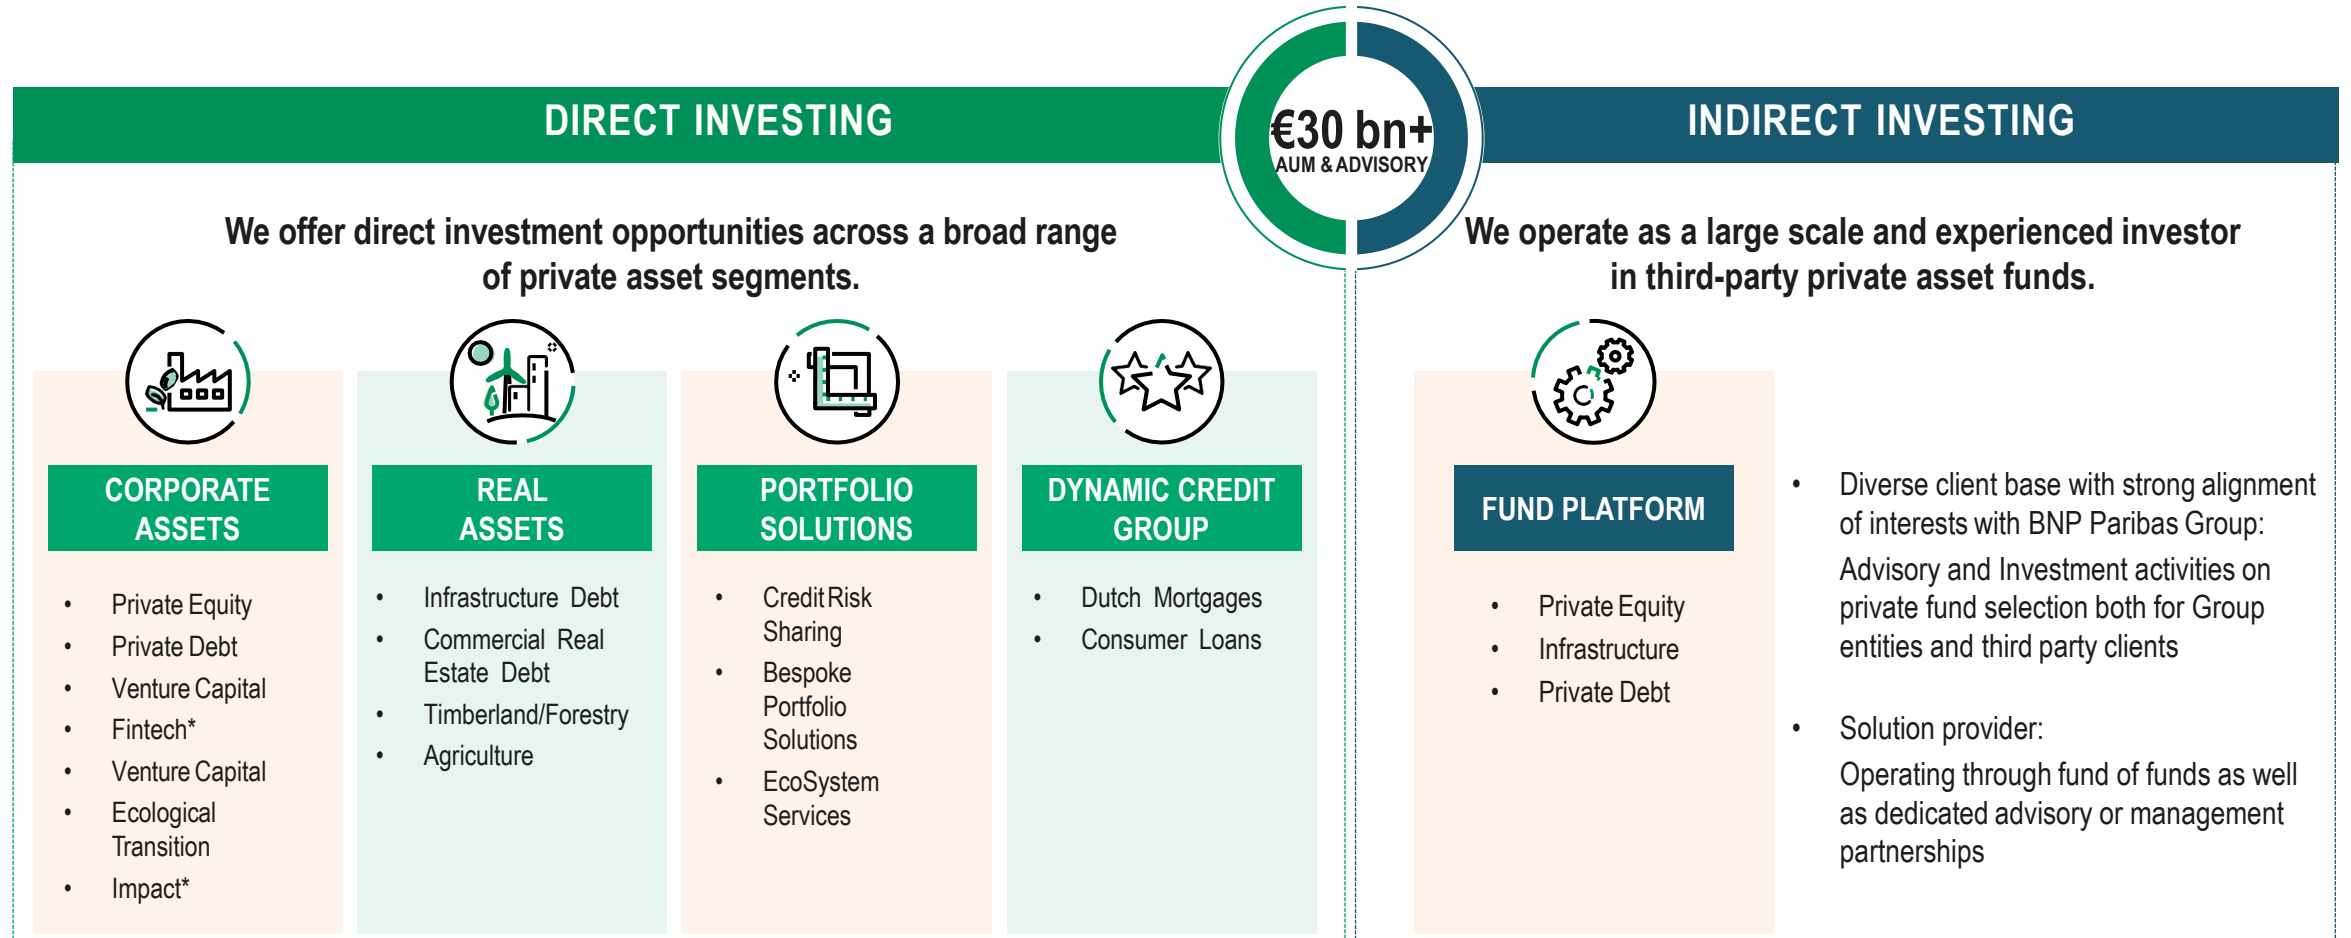 DIRECT INVESTING
€30 bn+
AUM & ADVISORY
INDIRECT INVESTING
We offer direct investment opportunities across a broad range
of private asset segments.
CORPORATE
ASSETS
• Private Equity
• Private Debt
• Venture Capital
• Fintech*
• Venture Capital
• Ecological
Transition
• Impact*
REAL
ASSETS
• Infrastructure Debt
• Commercial Real
Estate Debt
• Timberland/Forestry
• Agriculture
PORTFOLIO
SOLUTIONS
• Credit Risk
Sharing
• Bespoke
Portfolio
Solutions
• EcoSystem
Services
DYNAMIC CREDIT
GROUP
• Dutch Mortgages
• Consumer Loans
We operate as a large scale and experienced investor
in third-party private asset funds.
FUND PLATFORM
• Private Equity
• Infrastructure
• Private Debt
• Diverse client base with strong alignment
of interests with BNP Paribas Group:
Advisory and Investment activities on
private fund selection both for Group
entities and third party clients
• Solution provider:
Operating through fund of funds as well
as dedicated advisory or management
partnerships